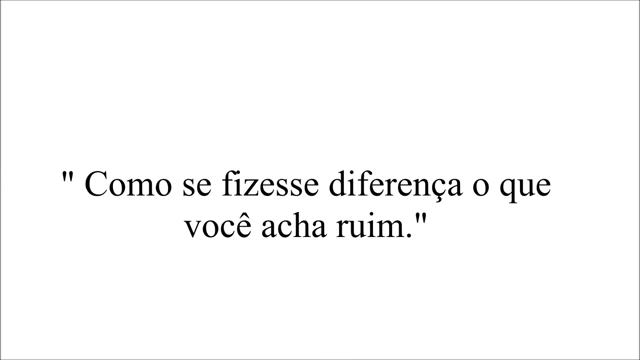 " Como se fizesse diferença o que
você acha ruim."